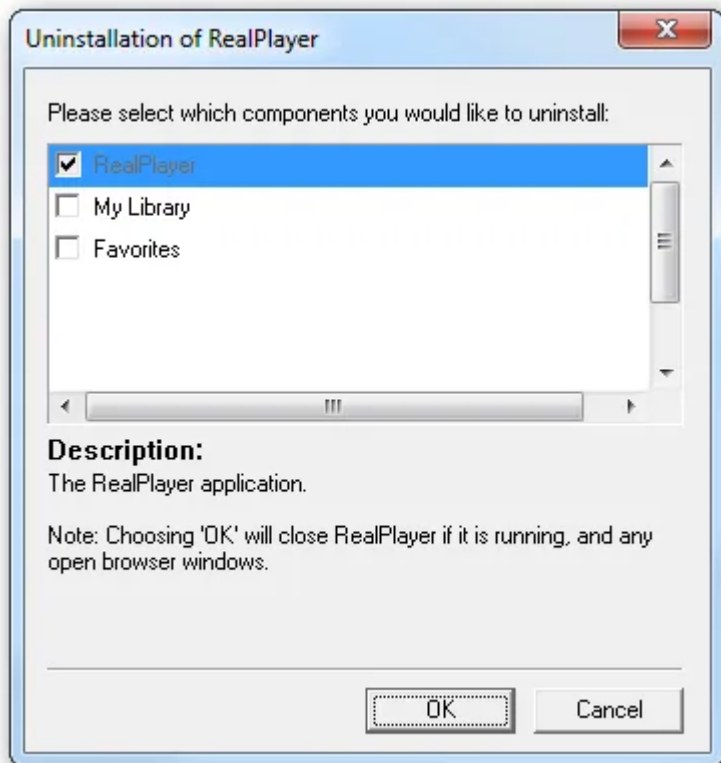 Uninstallation of RealPlayer
Please select which components you would like to uninstall:
RealPlayer
My Library
Favorites
Description:
The RealPlayer application.
Note: Choosing 'OK' will close RealPlayer if it is running, and any
open browser windows.
OK
Cancel